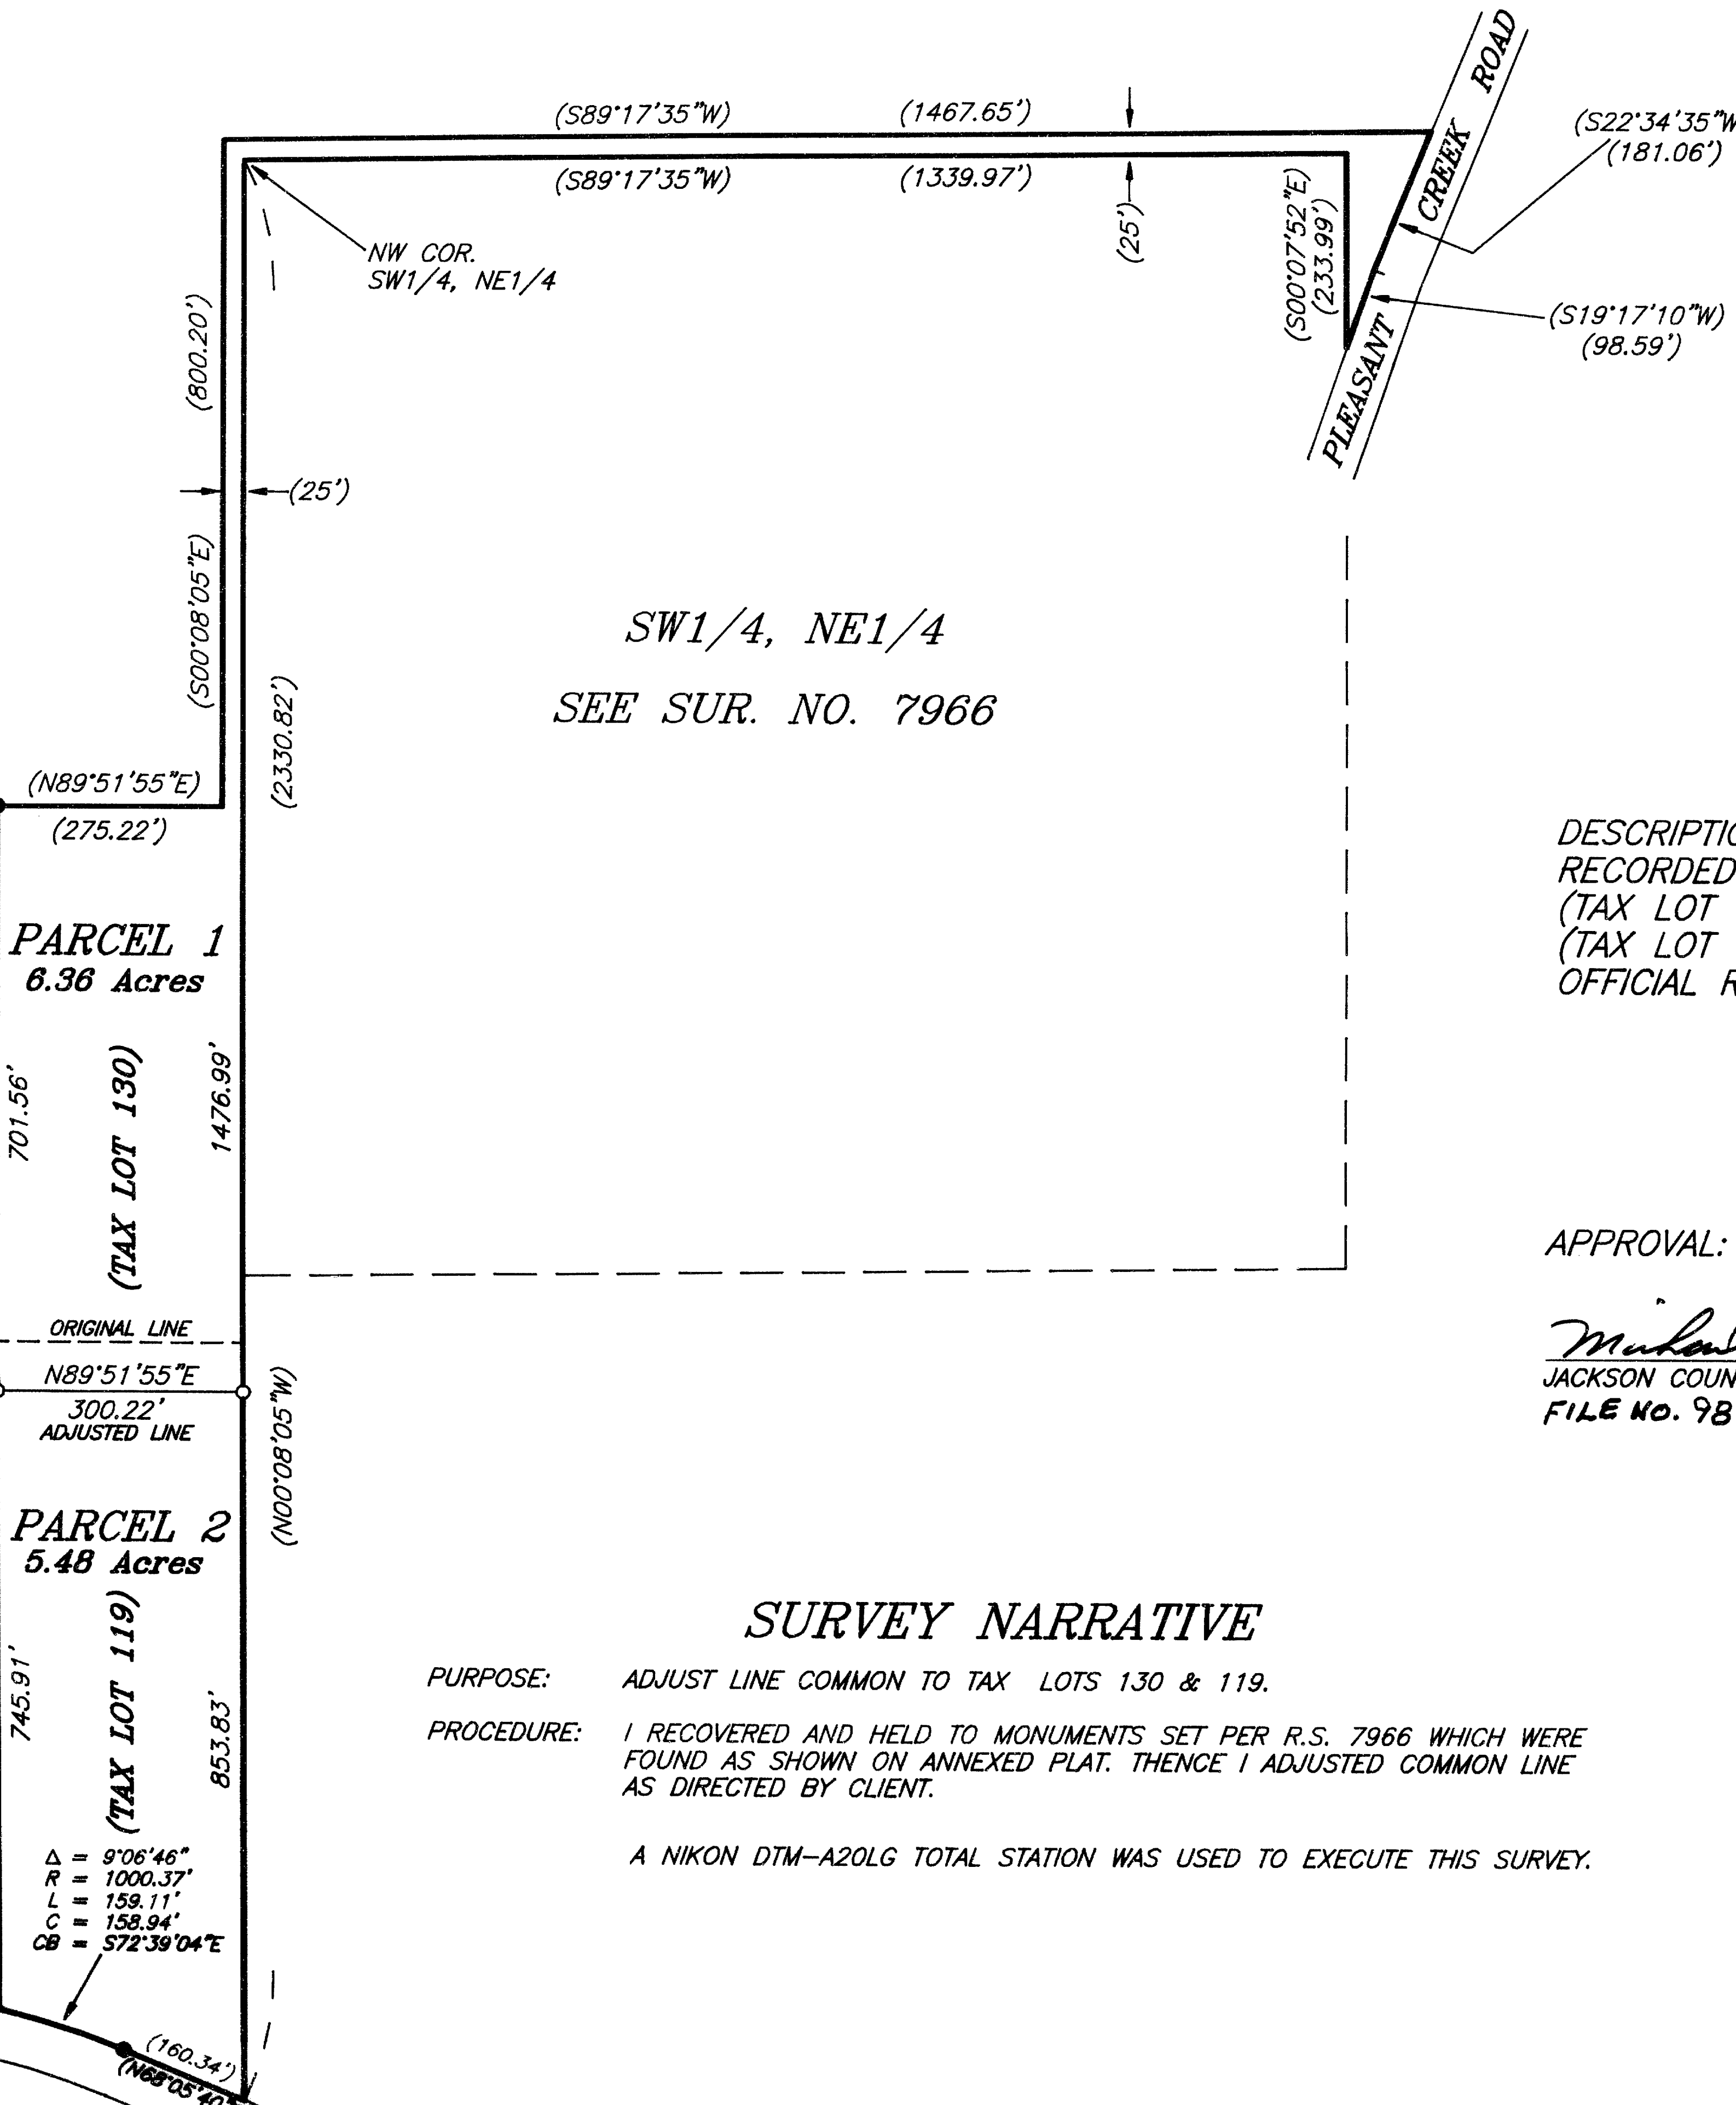 ROAD
CREEK
PLEASANT
(S89°17'35"W) (1467.65')
(S22°34'35"W
(181.06')
(S89°17'35"W) (1339.97')
(25')
(S00°07'52"E)
(233.99')
NW COR.
SW1/4, NE1/4
(S19°17'10"W)
(98.59')
(800.20')
(25')
(S00°08'05"E)
SW1/4, NE1/4
SEE SUR. NO. 7966
(2330.82')
(N89°51'55"E)
(275.22')
DESCRIPTIO
RECORDED
(TAX LOT
(TAX LOT
OFFICIAL R
PARCEL 1
6.36 Acres
701.56'
(TAX LOT 130)
1476.99'
APPROVAL:
JACKSON COUN
FILE NO. 98
ORIGINAL LINE
N89°51'55"E
300.22'
ADJUSTED LINE
(N00°08'05"W)
PARCEL 2
5.48 Acres
745.91'
(TAX LOT 119)
853.83'
SURVEY NARRATIVE
PURPOSE: ADJUST LINE COMMON TO TAX LOTS 130 & 119.
PROCEDURE: I RECOVERED AND HELD TO MONUMENTS SET PER R.S. 7966 WHICH WERE
FOUND AS SHOWN ON ANNEXED PLAT. THENCE I ADJUSTED COMMON LINE
AS DIRECTED BY CLIENT.
A NIKON DTM-A20LG TOTAL STATION WAS USED TO EXECUTE THIS SURVEY.
Δ = 9°06'46"
R = 1000.37'
L = 159.11'
C = 158.94'
CB = S72°39'04"E
(160.34')
(N68°05'40"